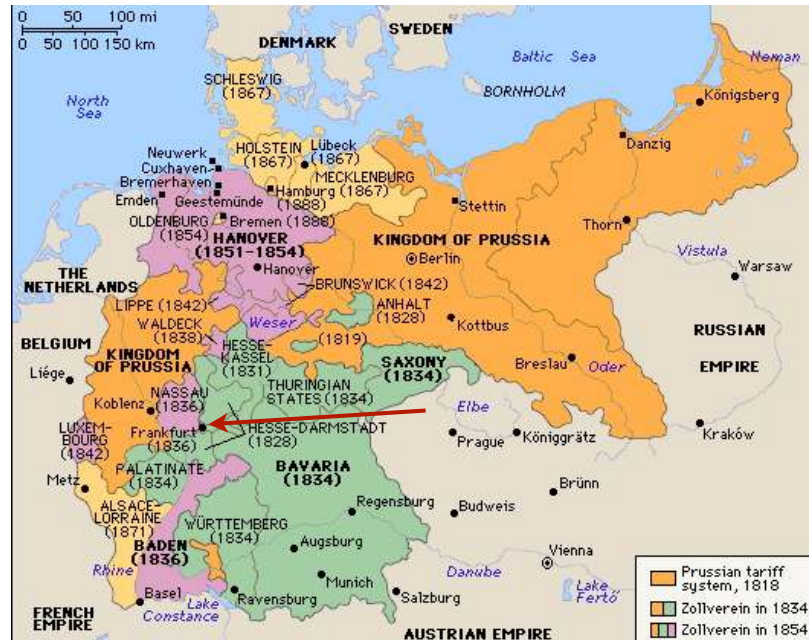 0 50 100 mi
0 50 100 150 km
SWEDEN
DENMARK
Baltic Sea
Neman
North
Sea
SCHLESWIG
(1867)
BORNHOLM
Königsberg
HOLSTEIN
(1867)
Lübeck
(1867)
Danzig
Neuwerk
Cuxhaven
Bremerhaven
Emden
Geestemünde
MECKLENBURG
(1867)
Hamburg
(1888)
Bremen (1888)
Stettin
OLDENBURG
(1854)
HANOVER
(1851–1854)
Hanover
KINGDOM OF PRUSSIA
Berlin
Thorn
Vistula
Warsaw
THE
NETHERLANDS
LIPPE (1842)
BRUNSWICK (1842)
Weser
ANHALT
(1828)
WALDECK
(1838)
(1819)
Kottbus
RUSSIAN
EMPIRE
BELGIUM
Liége
KINGDOM
OF
PRUSSIA
HESSE-
KASSEL
(1831)
SAXONY
(1834)
Breslau
Oder
NASSAU
(1836)
THURINGIAN
STATES (1834)
Koblenz
Elbe
LUXEM-
BOURG
(1842)
Frankfurt
(1836)
HESSE-DARMSTADT
(1828)
Prague
Königgrätz
Kraków
PALATINATE
(1834)
BAVARIA
(1834)
Metz
Brünn
ALSACE-
LORRAINE
(1871)
WÜRTTEMBERG
(1834)
Regensburg
Budweis
BADEN
(1836)
Augsburg
Vienna
Rhine
Munich
Danube
Lake
Fertő
Basel
Lake
Constance
Ravensburg
Salzburg
FRENCH
EMPIRE
AUSTRIAN EMPIRE
Prussian tariff
system, 1818
Zollverein in 1834
Zollverein in 1854